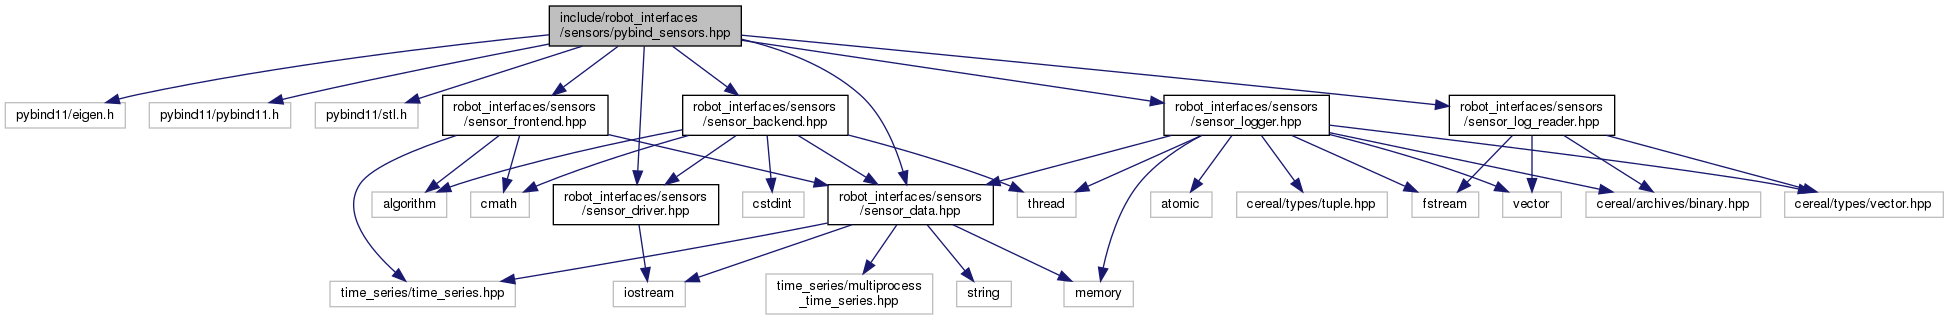 include/robot_interfaces
/sensors/pybind_sensors.hpp
pybind11/eigen.h
pybind11/pybind11.h
pybind11/stl.h
robot_interfaces/sensors
/sensor_frontend.hpp
robot_interfaces/sensors
/sensor_backend.hpp
robot_interfaces/sensors
/sensor_logger.hpp
robot_interfaces/sensors
/sensor_log_reader.hpp
algorithm
cmath
robot_interfaces/sensors
/sensor_driver.hpp
cstdint
robot_interfaces/sensors
/sensor_data.hpp
thread
atomic
cereal/types/tuple.hpp
fstream
vector
cereal/archives/binary.hpp
cereal/types/vector.hpp
time_series/time_series.hpp
iostream
time_series/multiprocess
_time_series.hpp
string
memory